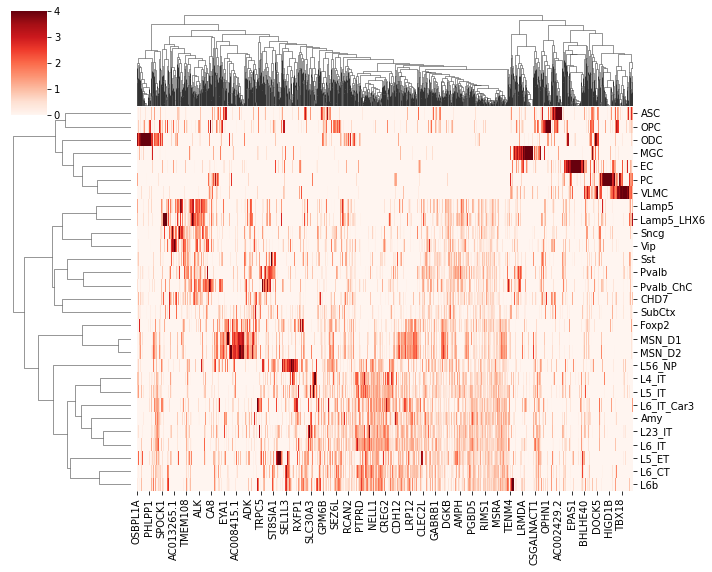 4
3
2
1
0
ASC
OPC
ODC
MGC
EC
PC
VLMC
Lamp5
Lamp5_LHX6
Sncg
Vip
Sst
Pvalb
Pvalb_ChC
CHD7
SubCtx
Foxp2
MSN_D1
MSN_D2
L56_NP
L4_IT
L5_IT
L6_IT_Car3
Amy
L23_IT
L6_IT
L5_ET
L6_CT
L6b
OSBPL1A
PHLPP1
SPOCK1
AC013265.1
TMEM108
ALK
CA8
EYA1
AC008415.1
ADK
TRPC5
ST8SIA1
SEL1L3
RXFP1
SLC30A3
GPM6B
SEZ6L
RCAN2
PTPRD
NELL1
CREG2
CDH12
LRP12
CLEC2L
GABRB1
DGKB
AMPH
PGBD5
RIMS1
MSRA
TENM4
LRMDA
CSGALNACT1
OPHN1
AC002429.2
EPAS1
BHLHE40
DOCK5
HIGD1B
TBX18